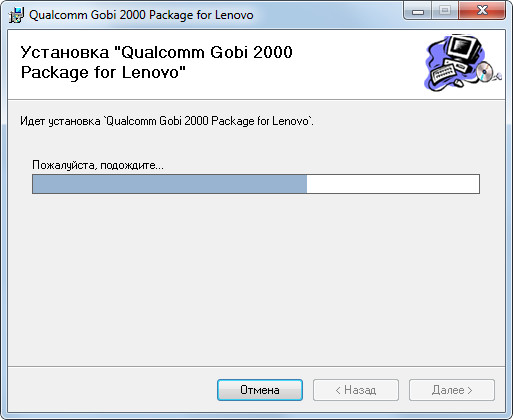 Qualcomm Gobi 2000 Package for Lenovo
Установка "Qualcomm Gobi 2000
Package for Lenovo"
Идет установка `Qualcomm Gobi 2000 Package for Lenovo`.
Пожалуйста, подождите...
Отмена
< Назад
Далее >